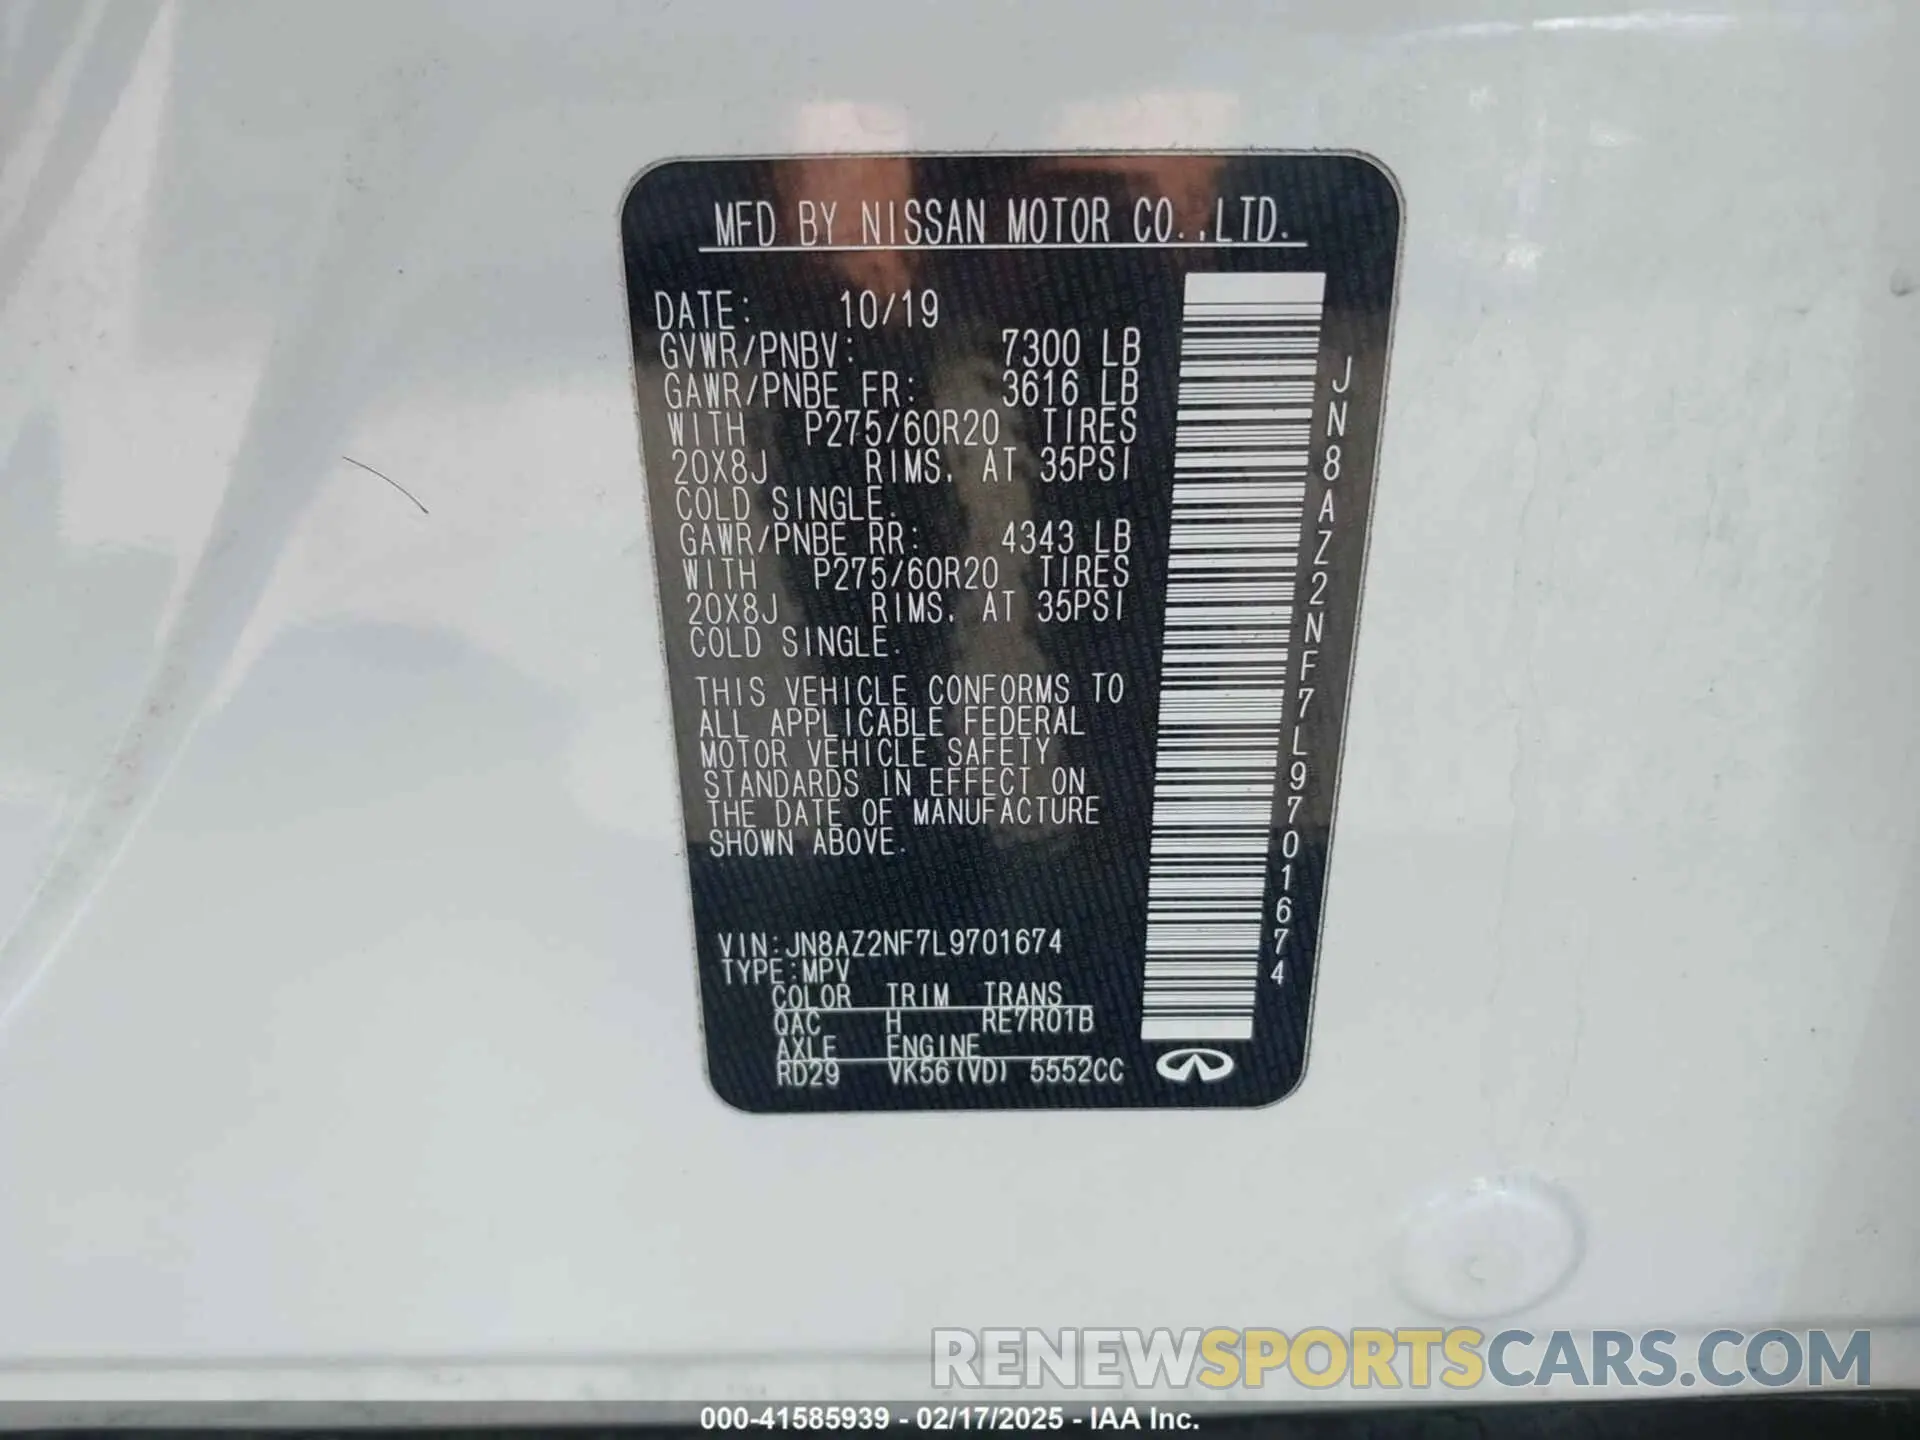 MFD BY NISSAN MOTOR CO.,LTD.
DATE: 10/19
GVWR/PNBV: 7300 LB
GAWR/PNBE FR: 3616 LB
WITH P275/60R20 TIRES
20X8J RIMS. AT 35PSI
COLD SINGLE.
GAWR/PNBE RR: 4343 LB
WITH P275/60R20 TIRES
20X8J RIMS. AT 35PSI
COLD SINGLE.
THIS VEHICLE CONFORMS TO
ALL APPLICABLE FEDERAL
MOTOR VEHICLE SAFETY
STANDARDS IN EFFECT ON
THE DATE OF MANUFACTURE
SHOWN ABOVE.
VIN:JN8AZ2NF7L9701674
TYPE:MPV
COLOR TRIM TRANS
QAC H RE7R01B
AXLE ENGINE
RD29 VK56(VD) 5552CC
JN8AZ2NF7L9701674
RENEWSPORTSCARS.COM
000-41585939 - 02/17/2025 - IAA Inc.